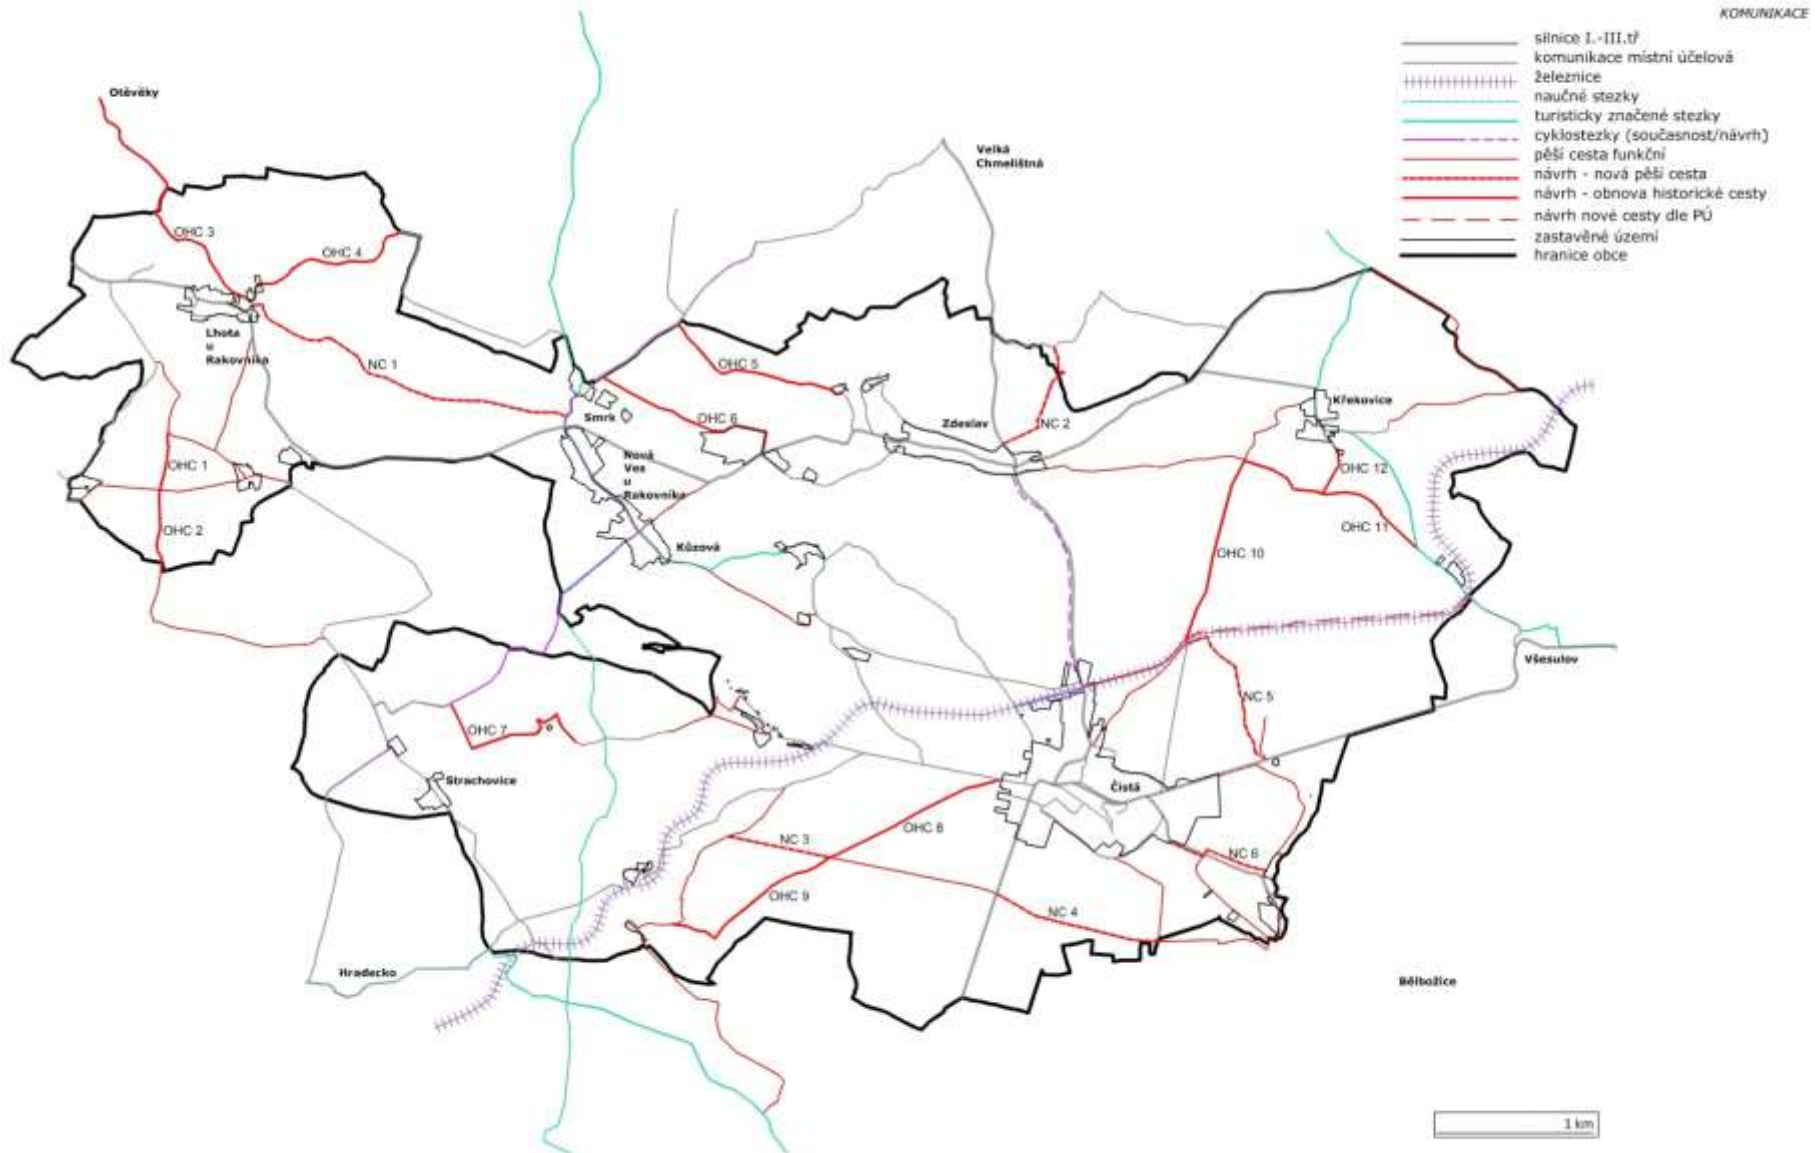 KOMUNIKACE
silnice I.-III.tř
komunikace místní účelová
železnice
naučné stezky
turisticky značené stezky
cyklostezky (současnost/návrh)
pěší cesta funkční
návrh - nová pěší cesta
návrh - obnova historické cesty
návrh nové cesty dle PÚ
zastavěné území
hranice obce
Otěvěky
Velká
Chmelištná
OHC 3
OHC 4
Lhota
u
Rakovníka
NC 1
OHC 5
Smrk
OHC 6
Zdeslav
NC 2
Křekovice
Nová
Ves
u
Rakovníka
OHC 1
OHC 12
OHC 2
OHC 11
Kůzová
OHC 10
Všesulov
NC 5
OHC 7
Strachovice
Čistá
OHC 8
NC 3
NC 6
OHC 9
NC 4
Hradecko
Bělbožice
1 km